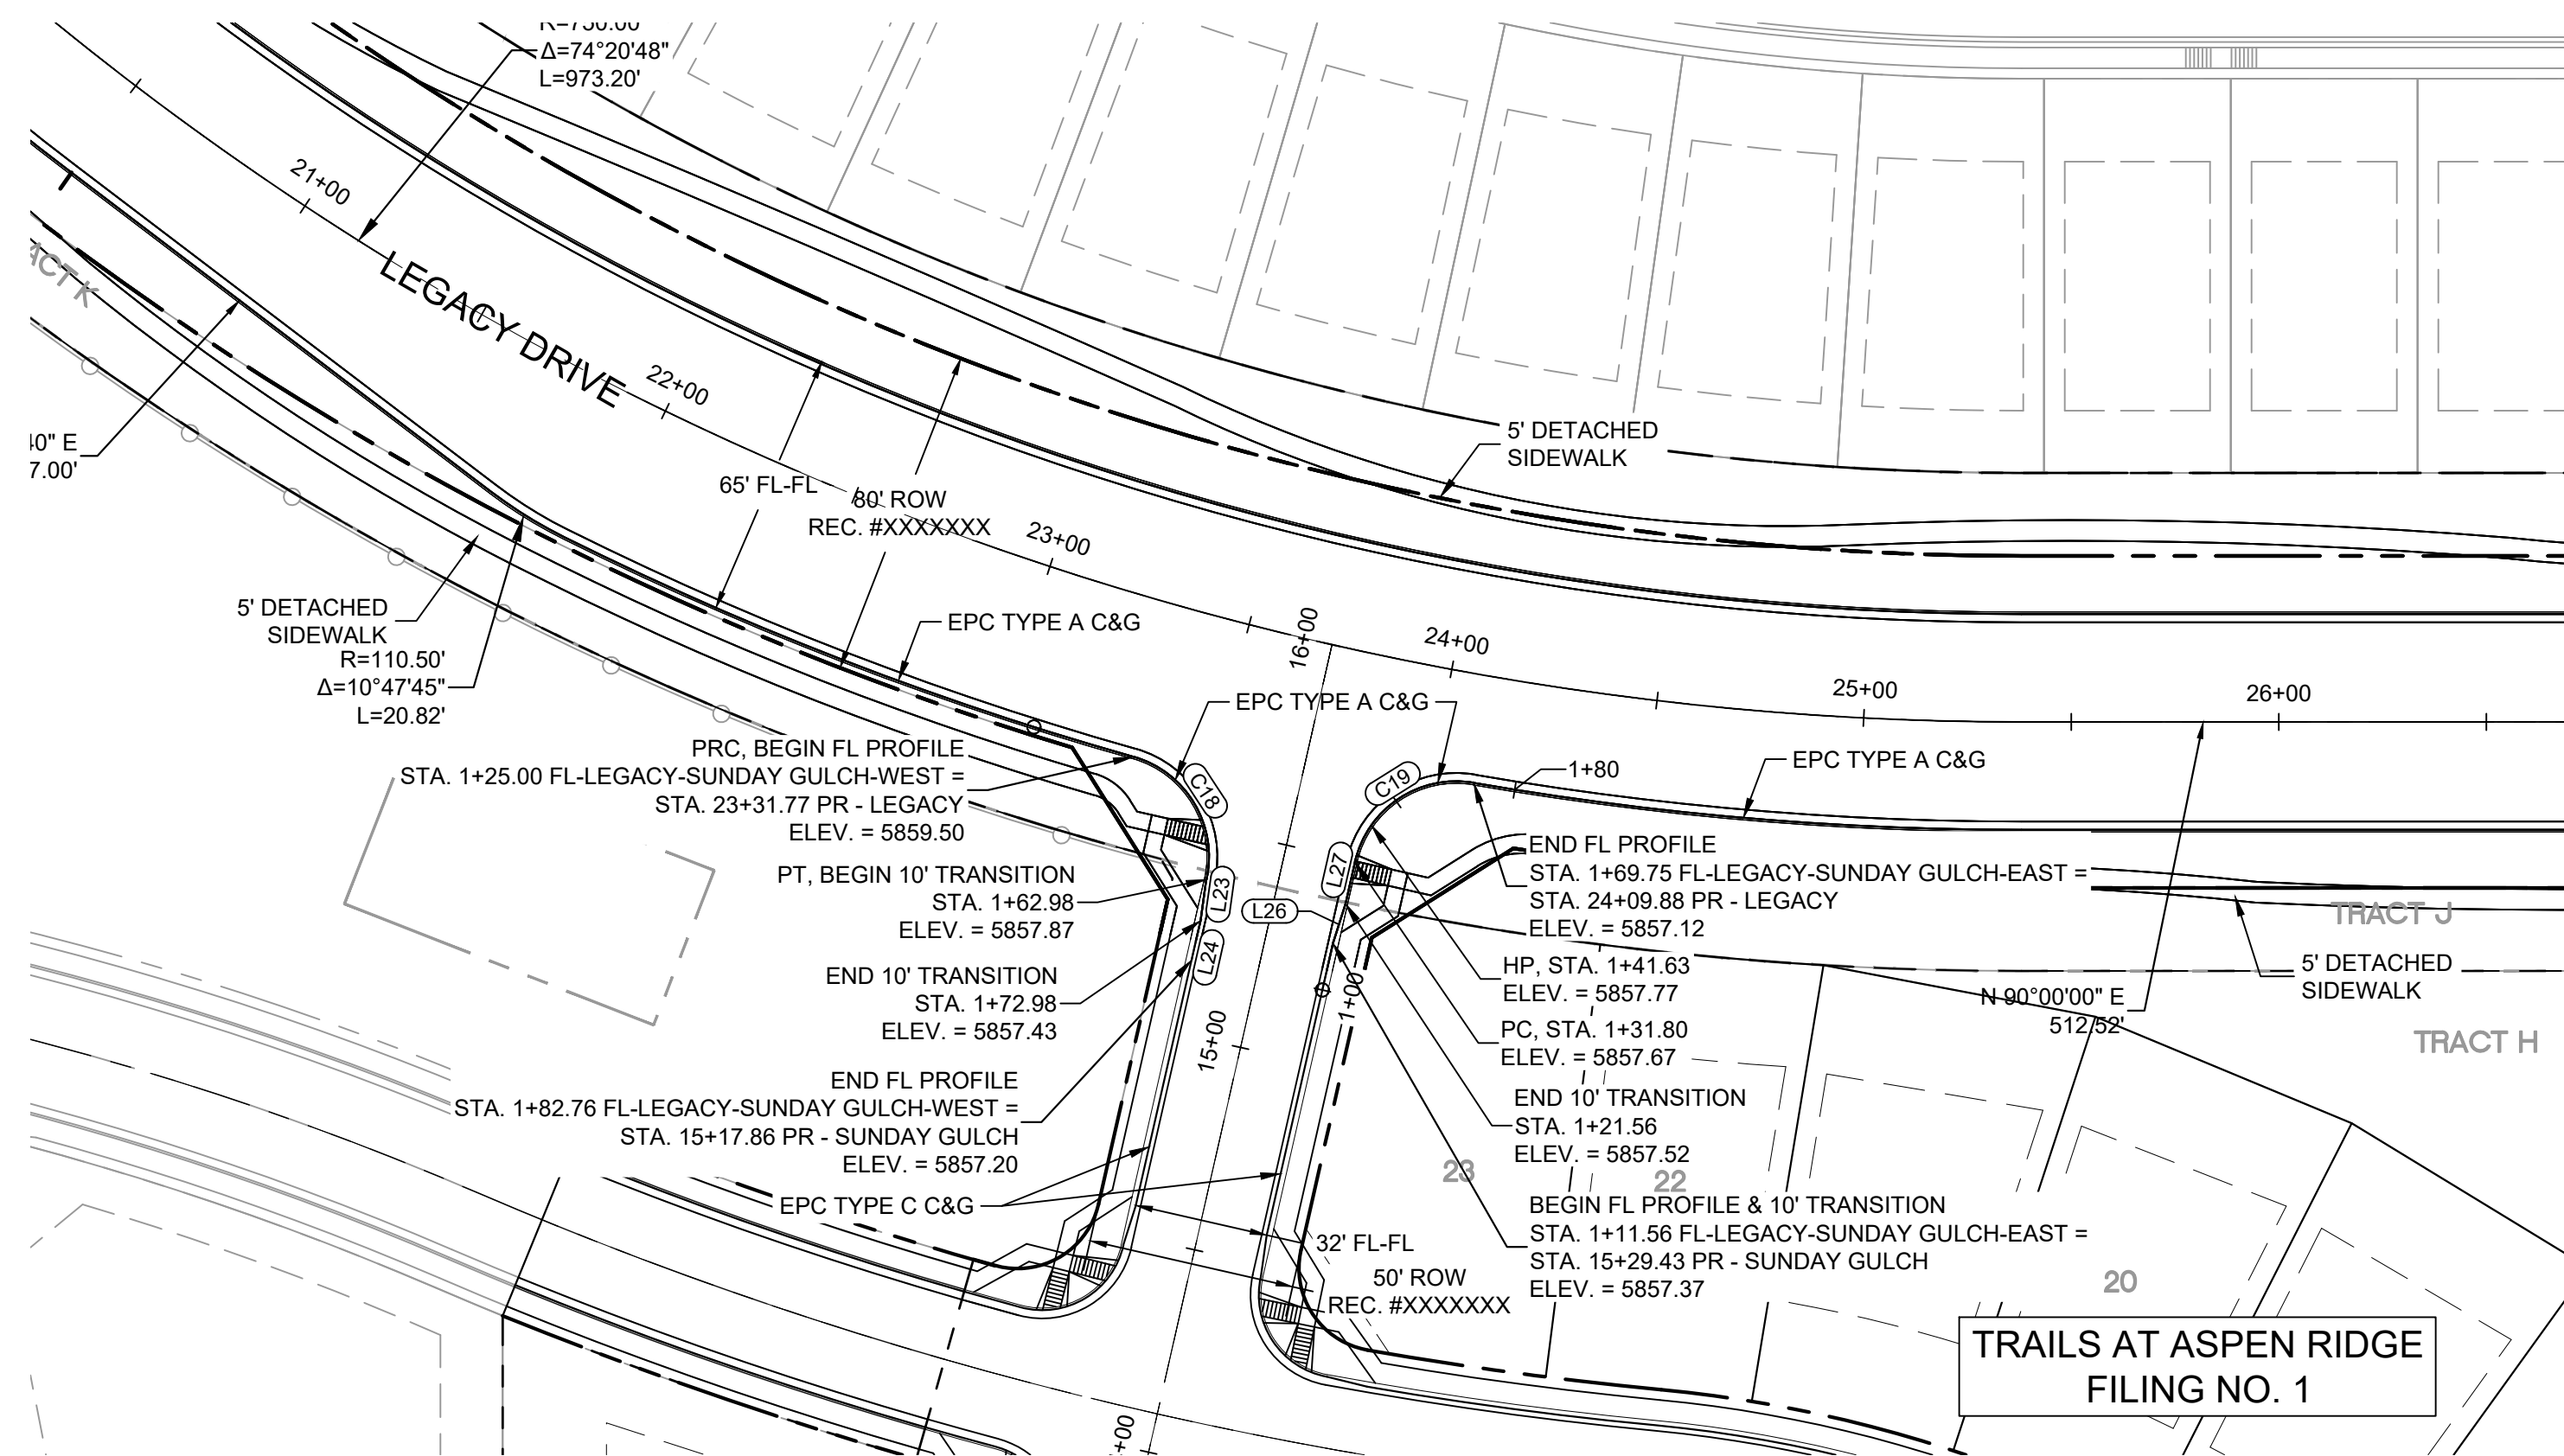 Δ=74°20'48"
L=973.20'
21+00
LEGACY DRIVE
22+00
40" E
7.00'
65' FL-FL
80' ROW
REC. #XXXXXXX
23+00
5' DETACHED
SIDEWALK
5' DETACHED
SIDEWALK
R=110.50'
Δ=10°47'45"
L=20.82'
EPC TYPE A C&G
16+00
24+00
25+00
26+00
EPC TYPE A C&G
EPC TYPE A C&G
1+80
C18
C19
PRC, BEGIN FL PROFILE
STA. 1+25.00 FL-LEGACY-SUNDAY GULCH-WEST =
STA. 23+31.77 PR - LEGACY
ELEV. = 5859.50
PT, BEGIN 10' TRANSITION
STA. 1+62.98
ELEV. = 5857.87
END 10' TRANSITION
STA. 1+72.98
ELEV. = 5857.43
END FL PROFILE
STA. 1+82.76 FL-LEGACY-SUNDAY GULCH-WEST =
STA. 15+17.86 PR - SUNDAY GULCH
ELEV. = 5857.20
EPC TYPE C C&G
L23
L24
L26
L27
15+00
1+00
END FL PROFILE
STA. 1+69.75 FL-LEGACY-SUNDAY GULCH-EAST =
STA. 24+09.88 PR - LEGACY
ELEV. = 5857.12
HP, STA. 1+41.63
ELEV. = 5857.77
PC, STA. 1+31.80
ELEV. = 5857.67
END 10' TRANSITION
STA. 1+21.56
ELEV. = 5857.52
BEGIN FL PROFILE & 10' TRANSITION
STA. 1+11.56 FL-LEGACY-SUNDAY GULCH-EAST =
STA. 15+29.43 PR - SUNDAY GULCH
ELEV. = 5857.37
32' FL-FL
50' ROW
REC. #XXXXXXX
TRACT J
5' DETACHED
SIDEWALK
N 90°00'00" E
512.52'
TRACT H
23
22
20
TRAILS AT ASPEN RIDGE
FILING NO. 1